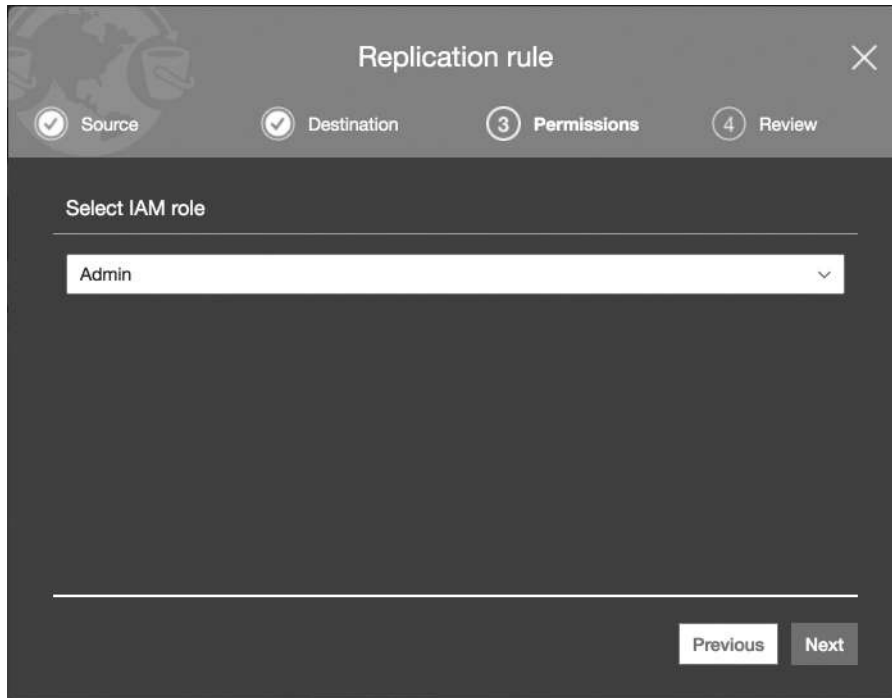 Replication rule
Source
Destination
3 Permissions
4 Review
Select IAM role
Admin
Previous
Next